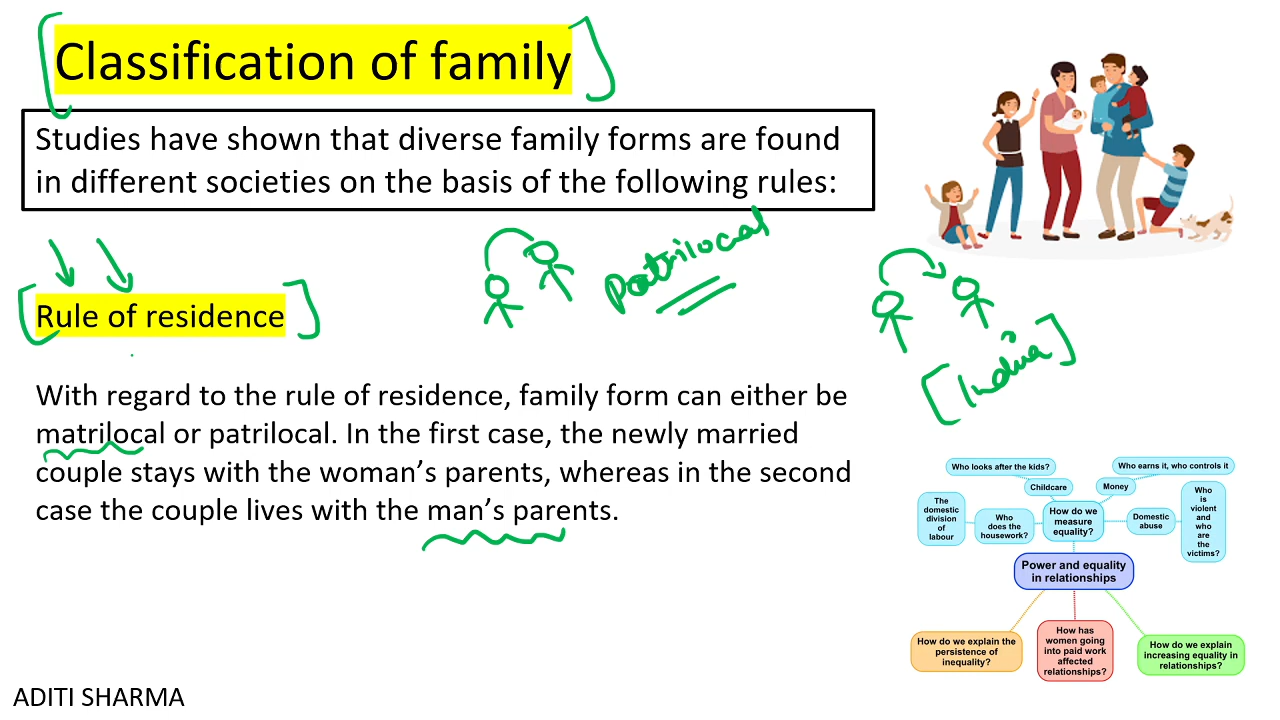 Classification of family
Studies have shown that diverse family forms are found
in different societies on the basis of the following rules:
Patrilocal
Rule of residence
[India]
With regard to the rule of residence, family form can either be
matrilocal or patrilocal. In the first case, the newly married
couple stays with the woman's parents, whereas in the second
case the couple lives with the man's parents.
Who looks after the kids?
Who earns it, who controls it
Childcare
Money
The
domestic
division
of
labour
Who
does the
housework?
How do we
measure
equality?
Domestic
abuse
Who
is
violent
and
who
are
the
victims?
Power and equality
in relationships
How do we explain the
persistence of
inequality?
How has
women going
into paid work
affected
relationships?
How do we explain
increasing equality in
relationships?
ADITI SHARMA